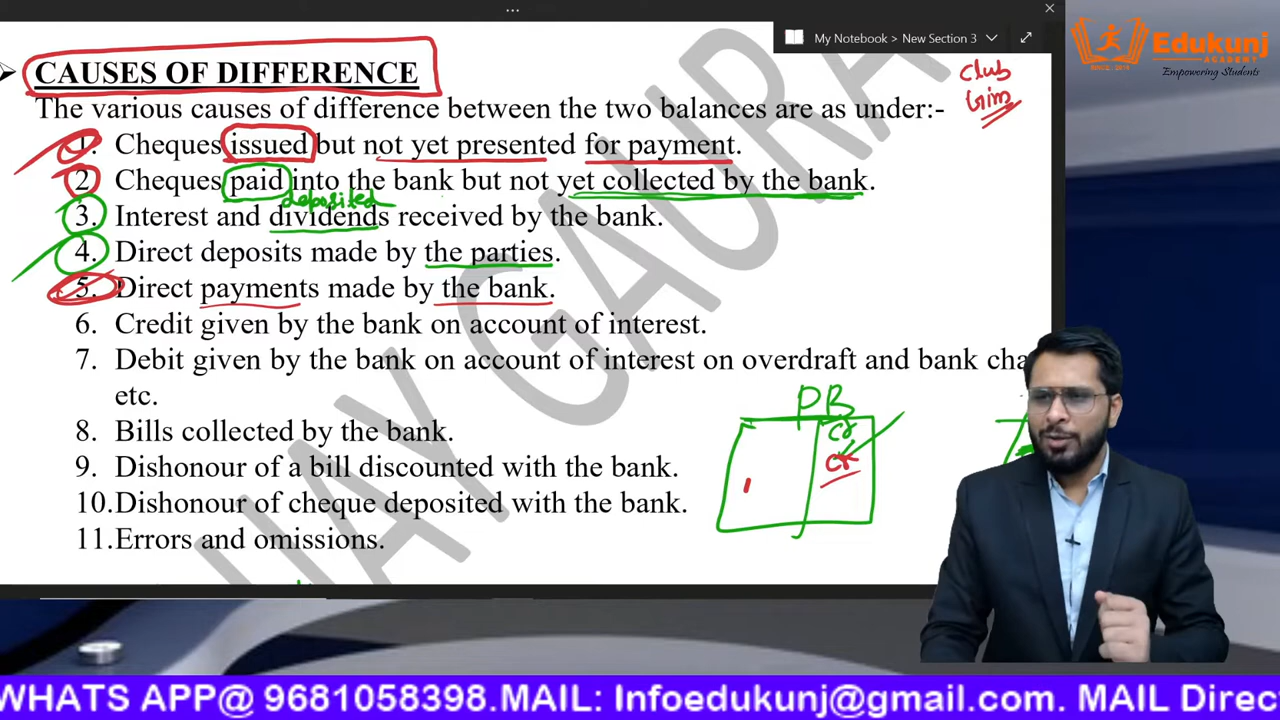 ...
My Notebook > New Section 3
Edukunj
ACADEMY
SINCE - 2014
Empowering Students
Club
CAUSES OF DIFFERENCE
The various causes of difference between the two balances are as under:-
1. Cheques issued but not yet presented for payment.
2. Cheques paid into the bank but not yet collected by the bank.
deposited
3. Interest and dividends received by the bank.
4. Direct deposits made by the parties.
5. Direct payments made by the bank.
6. Credit given by the bank on account of interest.
7. Debit given by the bank on account of interest on overdraft and bank cha
etc.
8. Bills collected by the bank.
9. Dishonour of a bill discounted with the bank.
10.Dishonour of cheque deposited with the bank.
11.Errors and omissions.
PB
Cr
Cr
WHATS APP@ 9681058398.MAIL: Infoedukunj@gmail.com. MAIL Direc